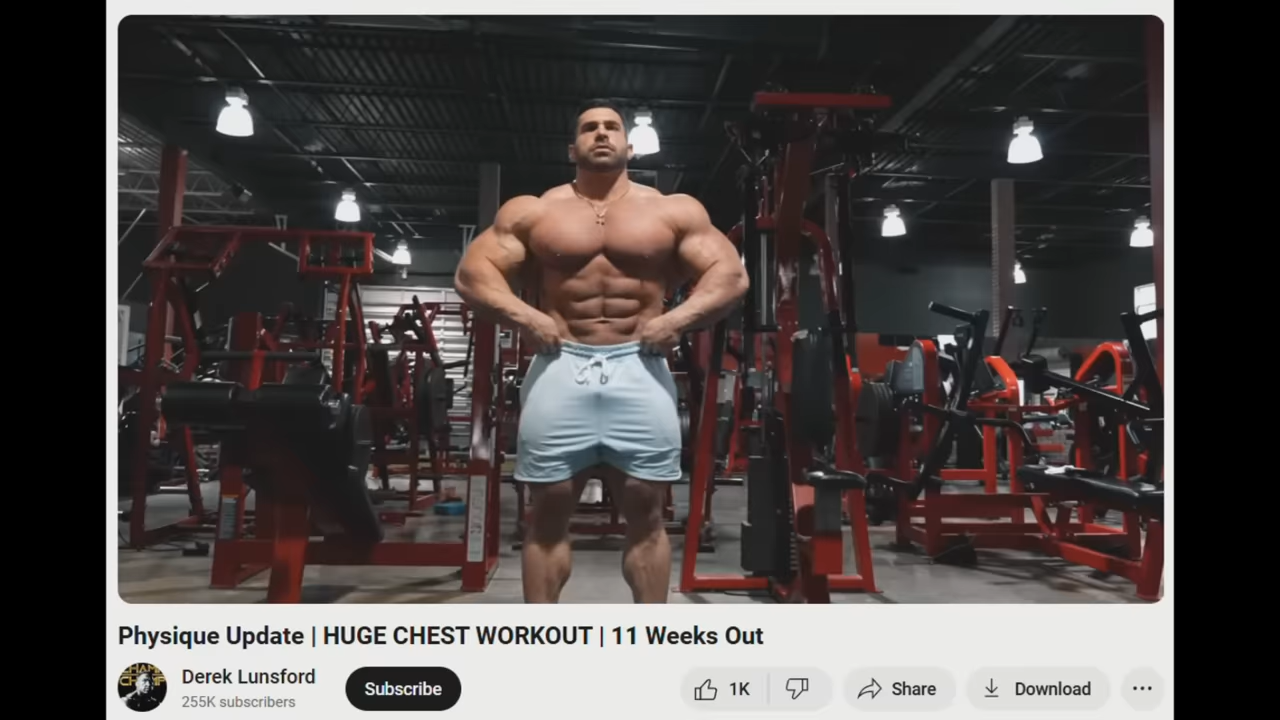 Physique Update | HUGE CHEST WORKOUT | 11 Weeks Out
Derek Lunsford
255K subscribers
Subscribe
1K
Share
Download